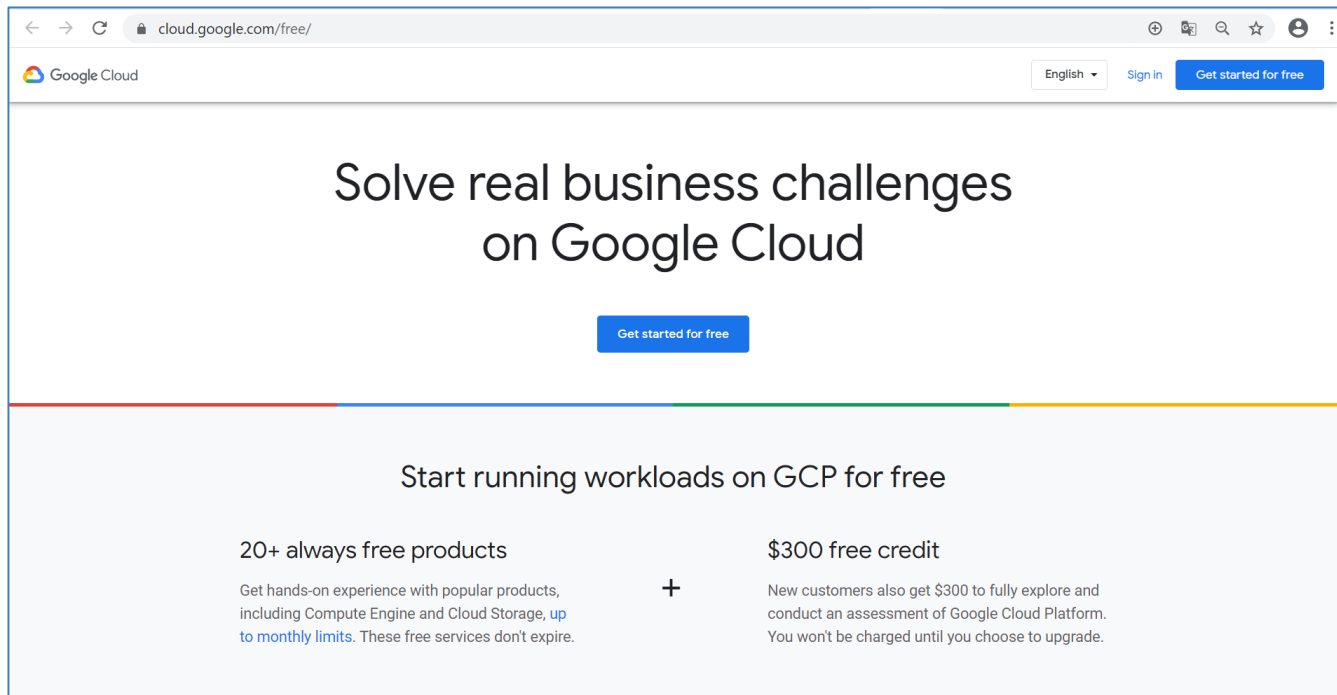 cloud.google.com/free/
Google Cloud
English
Sign in
Get started for free
Solve real business challenges
on Google Cloud
Get started for free
Start running workloads on GCP for free
20+ always free products
Get hands-on experience with popular products,
including Compute Engine and Cloud Storage, up
to monthly limits. These free services don't expire.
+
$300 free credit
New customers also get $300 to fully explore and
conduct an assessment of Google Cloud Platform.
You won't be charged until you choose to upgrade.